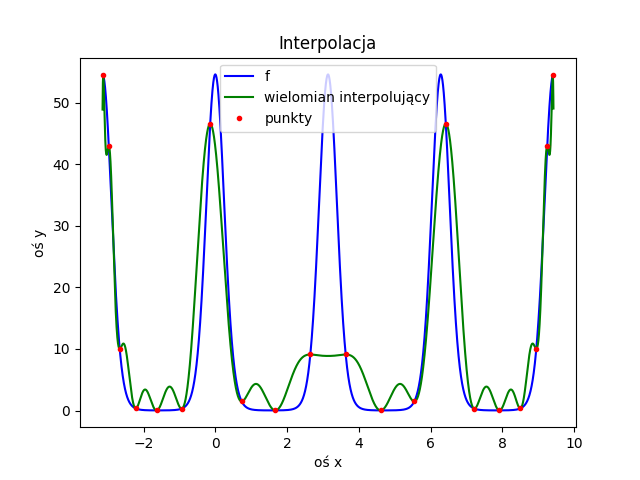 Interpolacja
f
wielomian interpolujący
punkty
oś y
50
40
30
20
10
0
−2
0
2
4
6
8
10
oś x